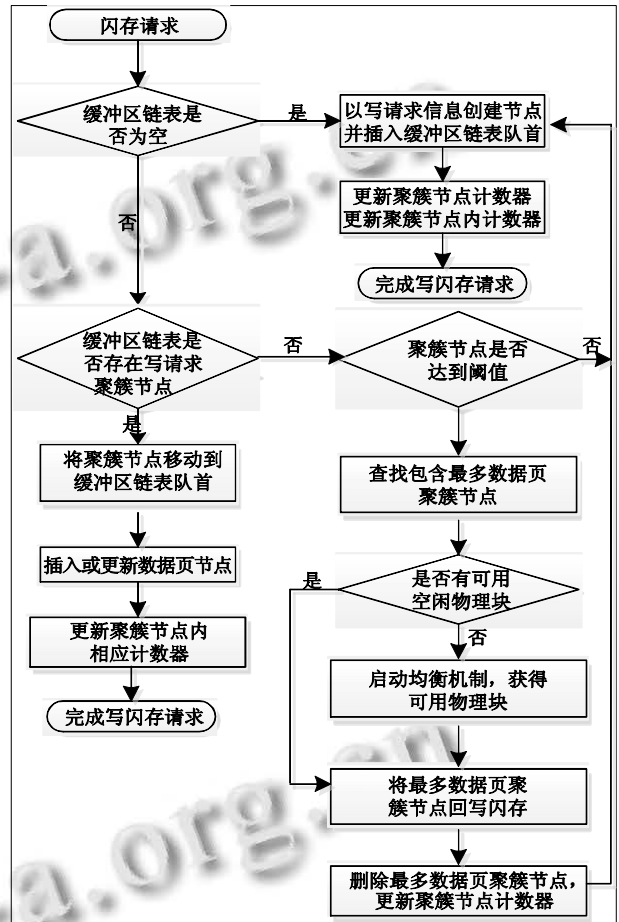 闪存请求
缓冲区链表是
否为空
是
以写请求信息创建节点
并插入缓冲区链表队首
更新聚簇节点计数器
更新聚簇节点内计数器
完成写闪存请求
否
缓冲区链表是
否存在写请求
聚簇节点
否
聚簇节点是否
达到阈值
否
是
将聚簇节点移动到
缓冲区链表队首
插入或更新数据页节点
更新聚簇节点内
相应计数器
完成写闪存请求
查找包含最多数据页
聚簇节点
是否有可用
空闲物理块
是
否
启动均衡机制，获得
可用物理块
将最多数据页聚
簇节点回写闪存
删除最多数据页聚簇节点，
更新聚簇节点计数器
a.org.cn
a.org.cn